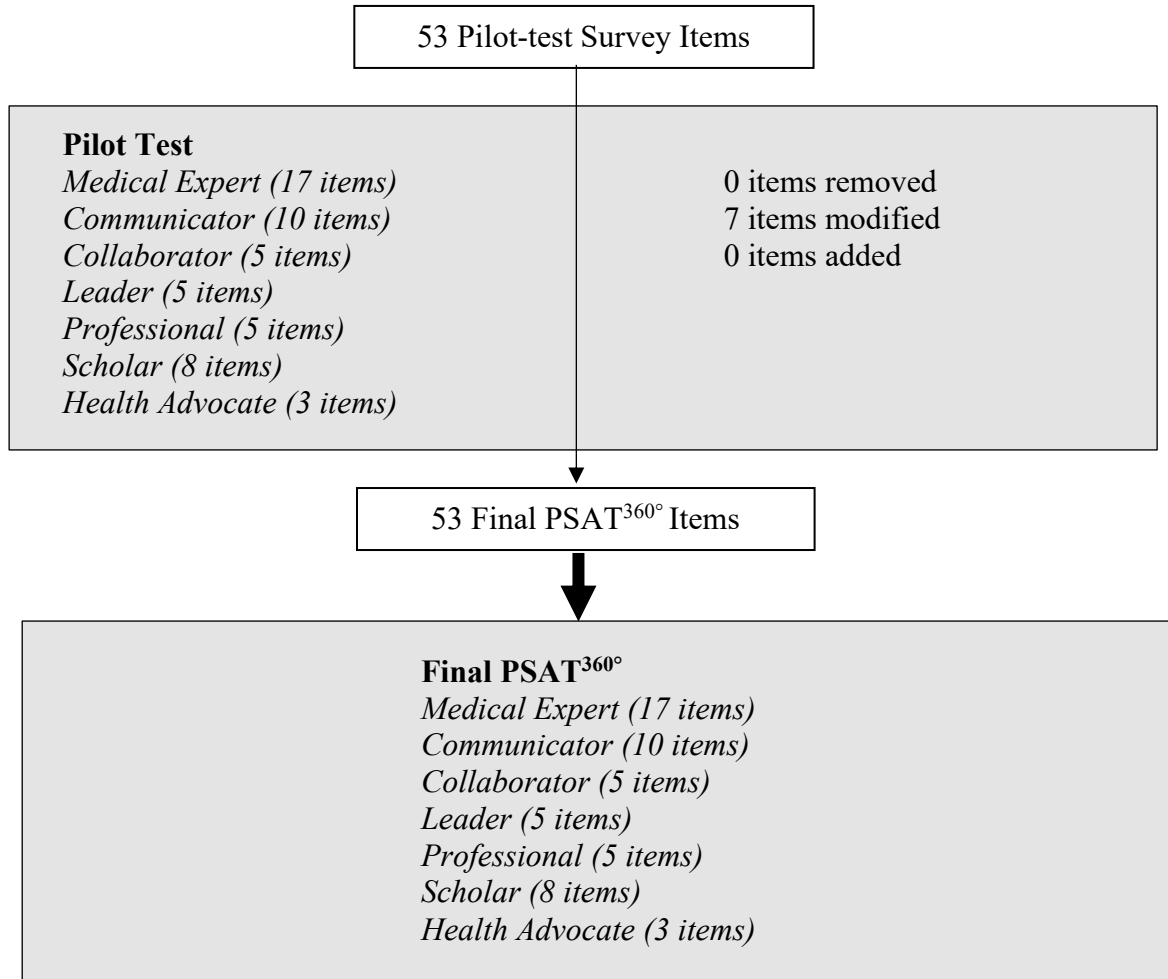 53 Pilot-test Survey Items
Pilot Test
Medical Expert (17 items)
Communicator (10 items)
Collaborator (5 items)
Leader (5 items)
Professional (5 items)
Scholar (8 items)
Health Advocate (3 items)
0 items removed
7 items modified
0 items added
53 Final PSAT360° Items
Final PSAT360°
Medical Expert (17 items)
Communicator (10 items)
Collaborator (5 items)
Leader (5 items)
Professional (5 items)
Scholar (8 items)
Health Advocate (3 items)